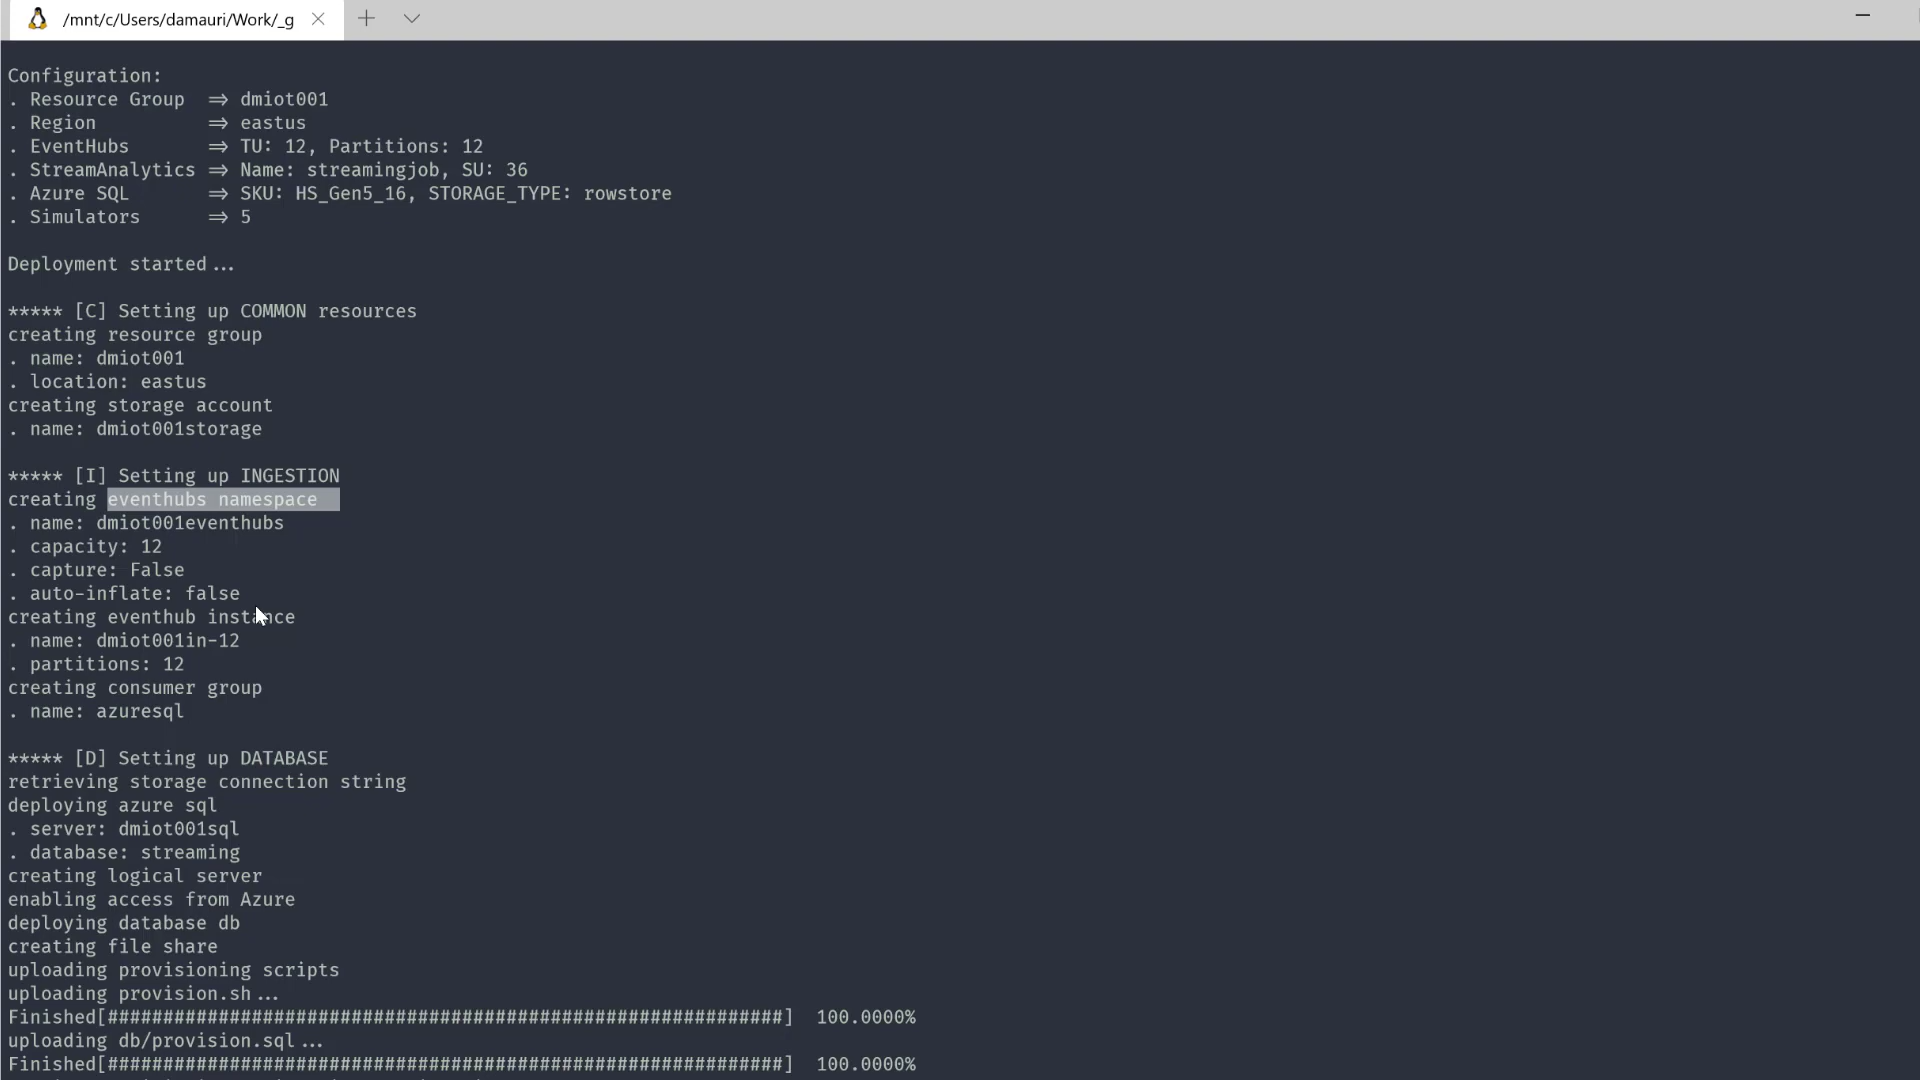 /mnt/c/Users/damauri/Work/_g
Configuration:
. Resource Group  => dmiot001
. Region          => eastus
. EventHubs       => TU: 12, Partitions: 12
. StreamAnalytics => Name: streamingjob, SU: 36
. Azure SQL       => SKU: HS_Gen5_16, STORAGE_TYPE: rowstore
. Simulators      => 5
Deployment started...
***** [C] Setting up COMMON resources
creating resource group
. name: dmiot001
. location: eastus
creating storage account
. name: dmiot001storage
***** [I] Setting up INGESTION
creating eventhubs namespace
. name: dmiot001eventhubs
. capacity: 12
. capture: False
. auto-inflate: false
creating eventhub instance
. name: dmiot001in-12
. partitions: 12
creating consumer group
. name: azuresql
***** [D] Setting up DATABASE
retrieving storage connection string
deploying azure sql
. server: dmiot001sql
. database: streaming
creating logical server
enabling access from Azure
deploying database db
creating file share
uploading provisioning scripts
uploading provision.sh...
Finished[#############################################################]  100.0000%
uploading db/provision.sql...
Finished[#############################################################]  100.0000%